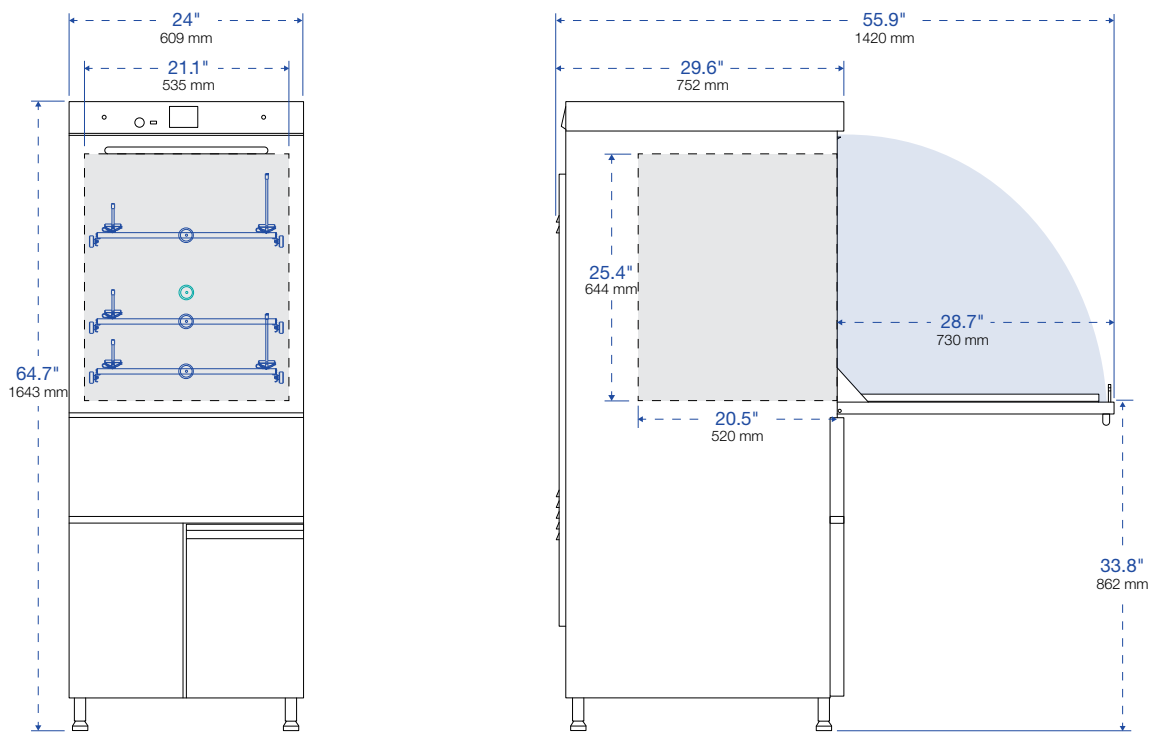 24"
609 mm
21.1"
535 mm
64.7"
1643 mm
55.9"
1420 mm
29.6"
752 mm
25.4"
644 mm
28.7"
730 mm
20.5"
520 mm
33.8"
862 mm